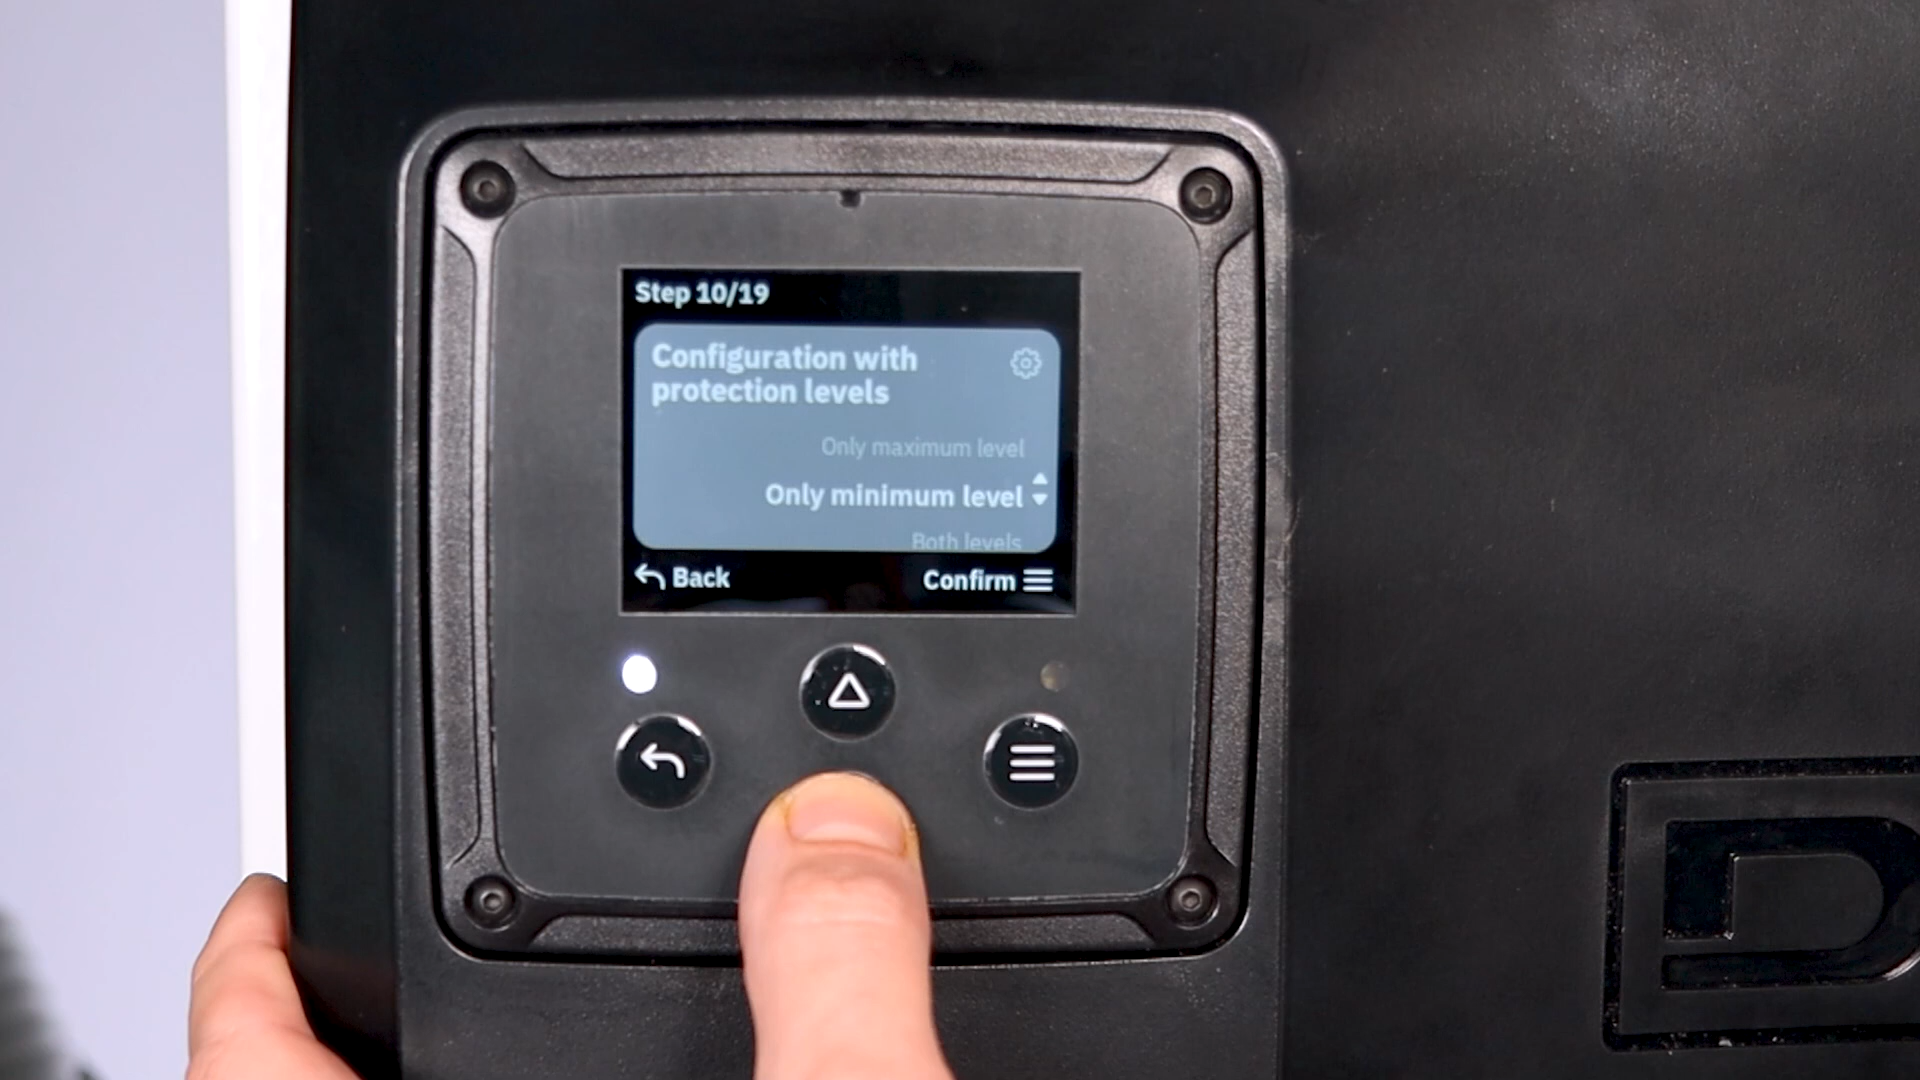 Step 10/19
Configuration with
protection levels
Only maximum level
Only minimum level
Both levels
Back
Confirm